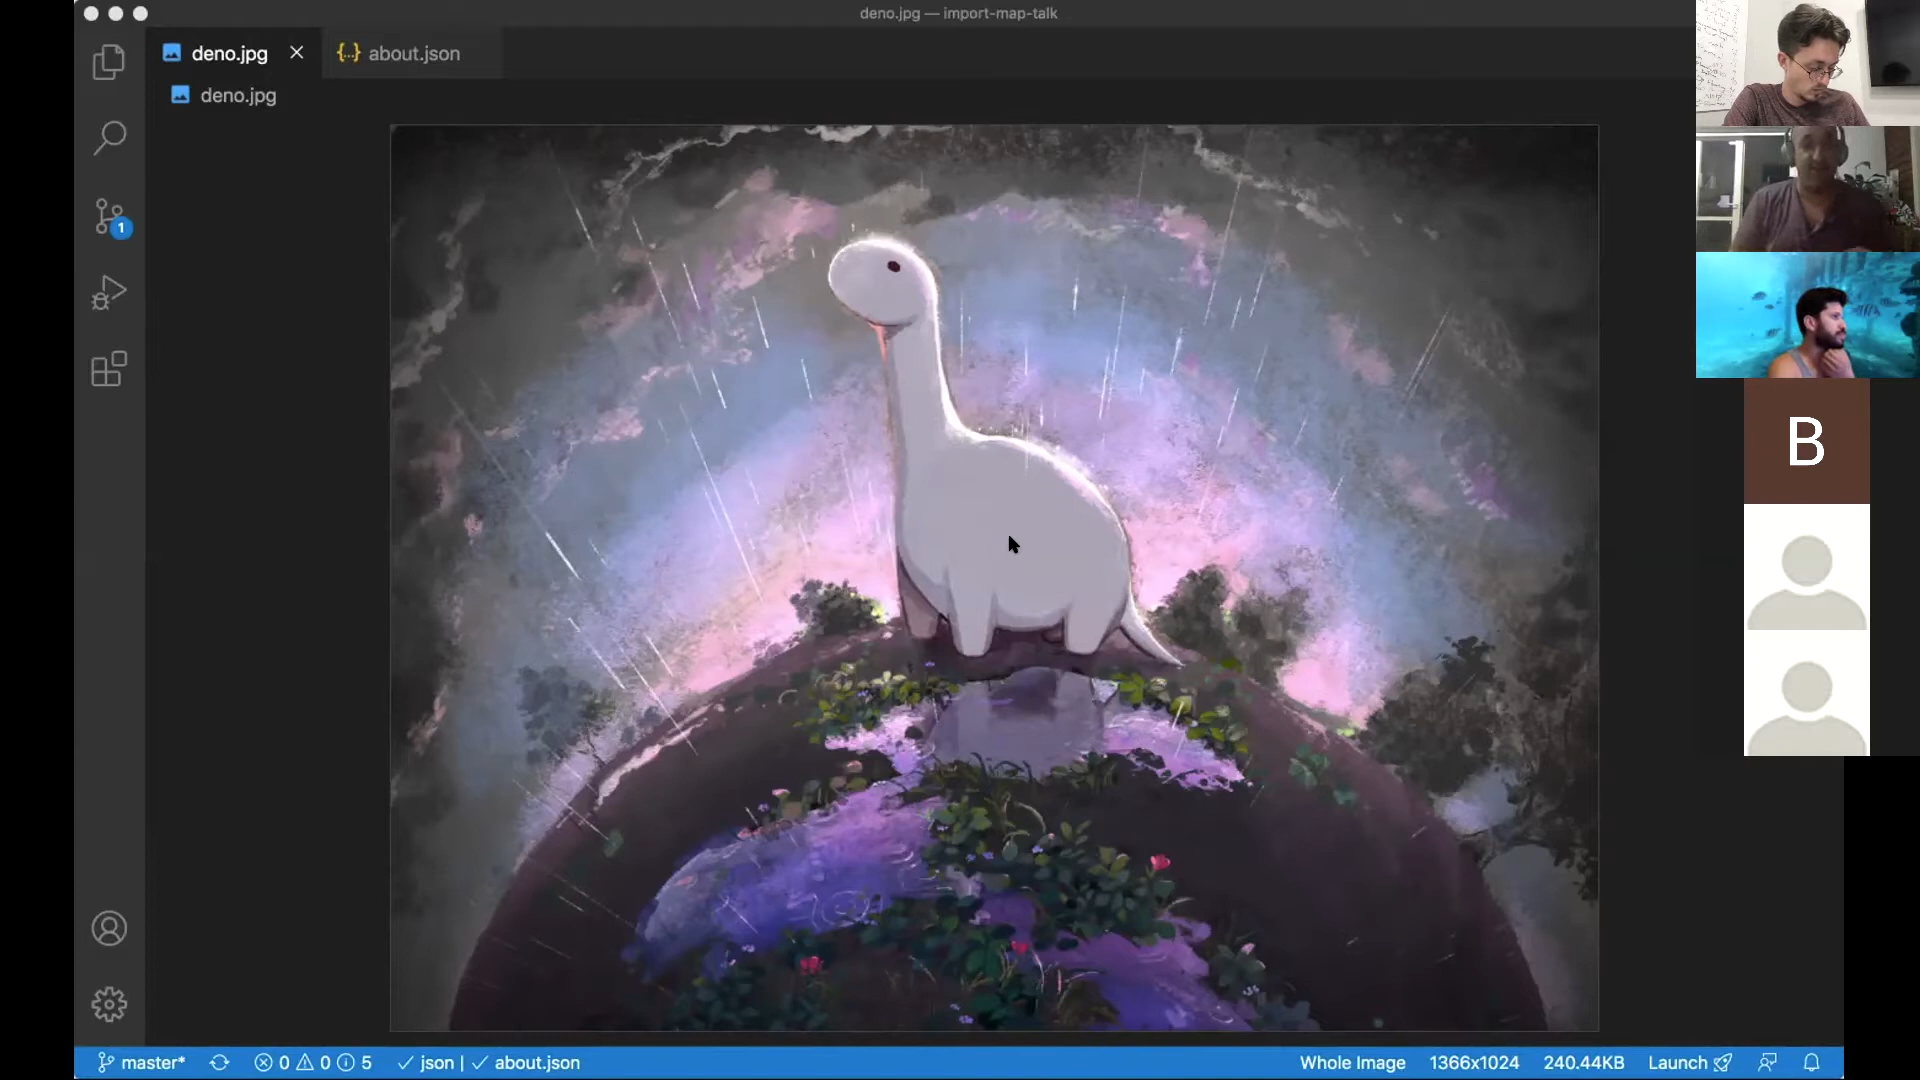 deno.jpg — import-map-talk
deno.jpg
{..} about.json
deno.jpg
1
B
master* 0 0 5 json | about.json
Whole Image 1366x1024 240.44KB Launch